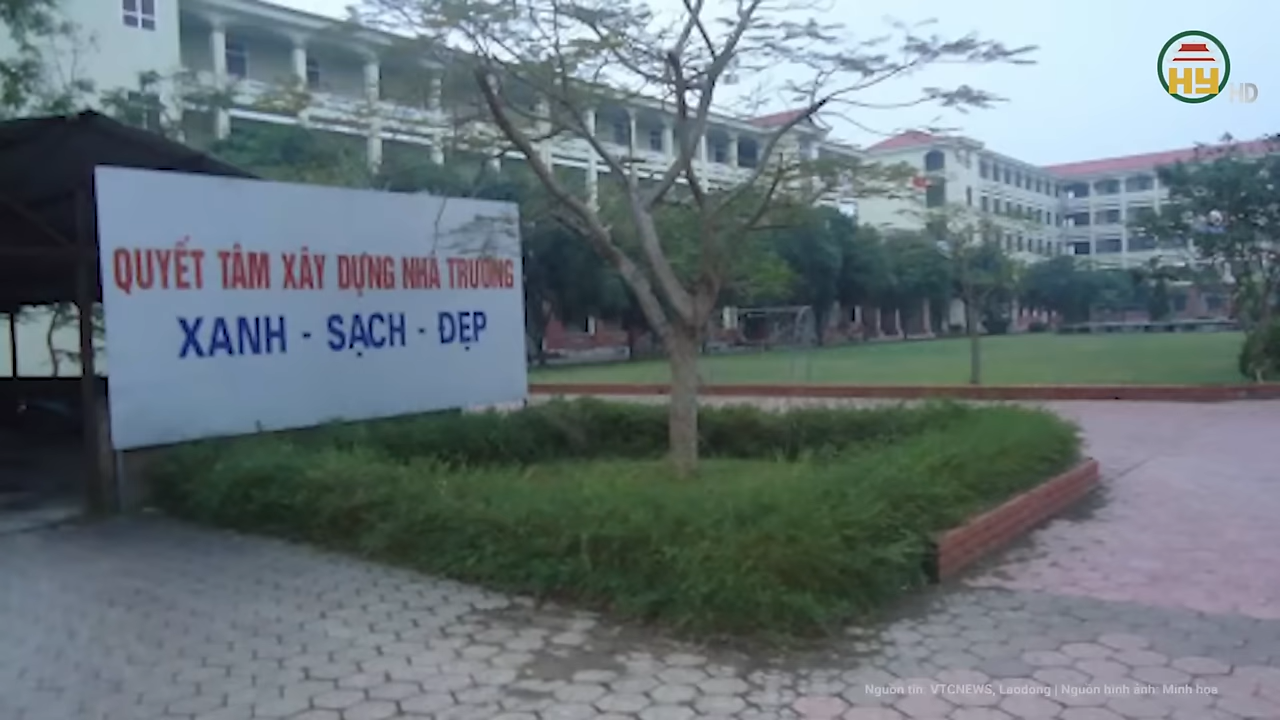 HY HD
QUYẾT TÂM XÂY DỰNG NHÀ TRƯỜNG
XANH - SẠCH - ĐẸP
Nguồn tin: VTCNEWS, Laodong | Nguồn hình ảnh: Minh họa